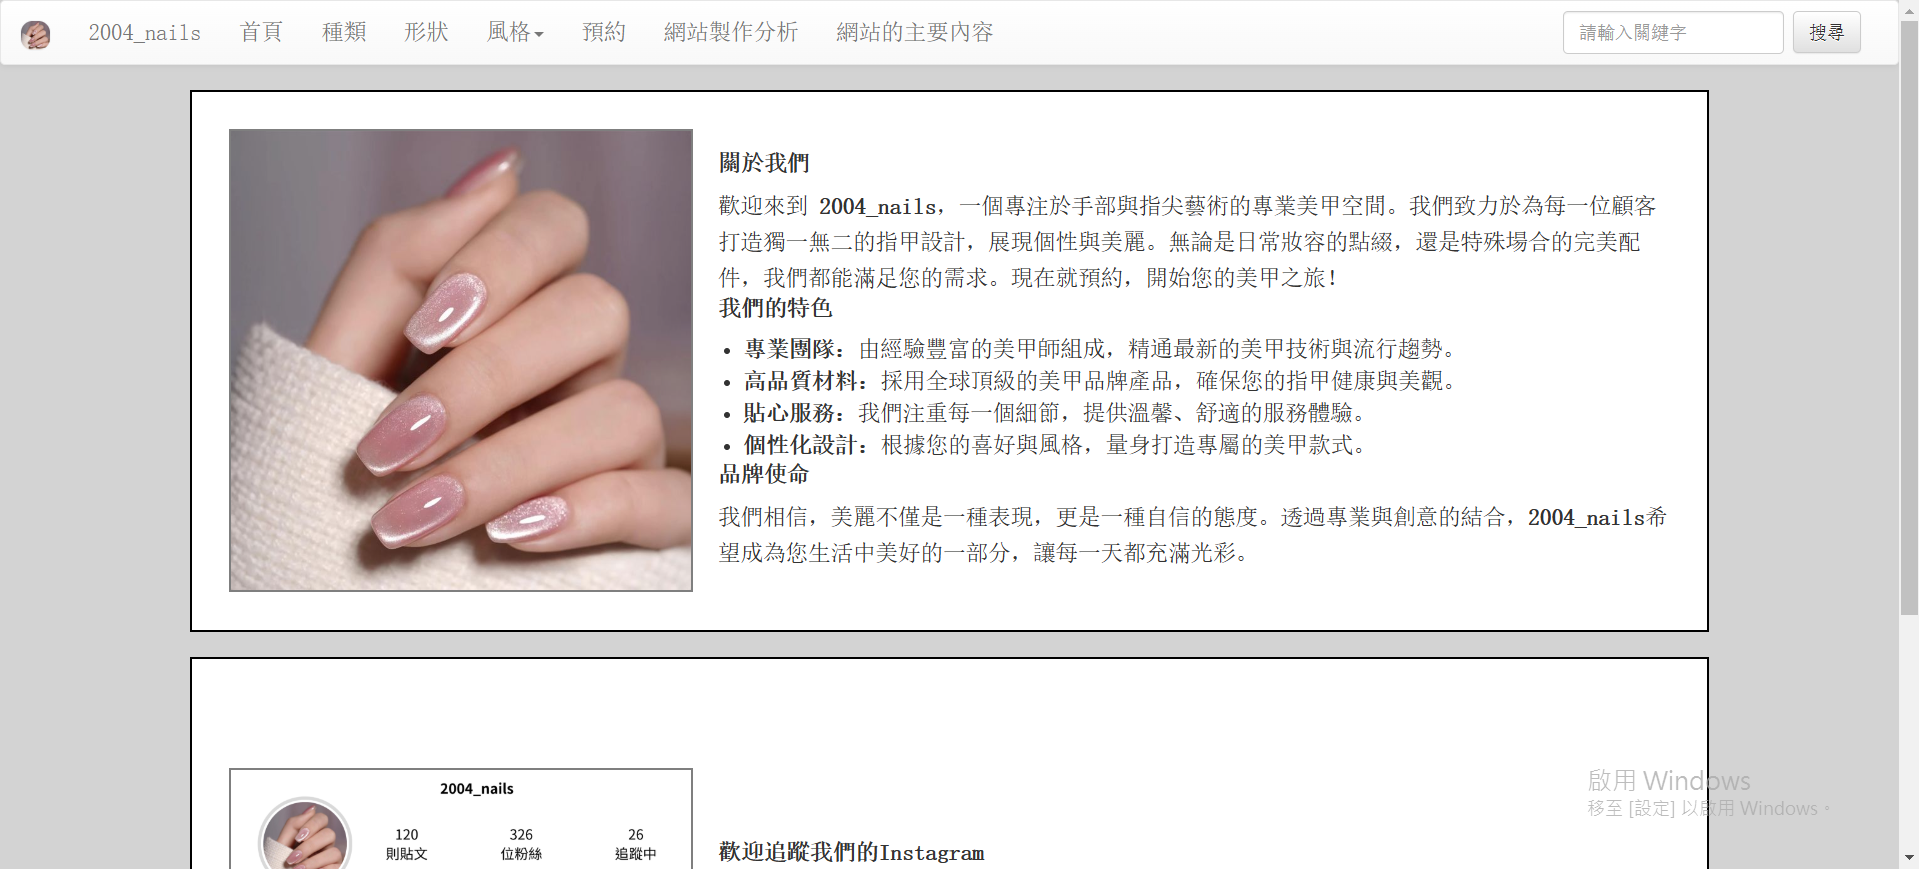 2004_nails 首頁 種類 形狀 風格 預約 網站製作分析 網站的主要內容 請輸入關鍵字 搜尋
關於我們
歡迎來到 2004_nails，一個專注於手部與指尖藝術的專業美甲空間。我們致力於為每一位顧客
打造獨一無二的指甲設計，展現個性與美麗。無論是日常妝容的點綴，還是特殊場合的完美配
件，我們都能滿足您的需求。現在就預約，開始您的美甲之旅！
我們的特色
• 專業團隊：由經驗豐富的美甲師組成，精通最新的美甲技術與流行趨勢。
• 高品質材料：採用全球頂級的美甲品牌產品，確保您的指甲健康與美觀。
• 貼心服務：我們注重每一個細節，提供溫馨、舒適的服務體驗。
• 個性化設計：根據您的喜好與風格，量身打造專屬的美甲款式。
品牌使命
我們相信，美麗不僅是一種表現，更是一種自信的態度。透過專業與創意的結合，2004_nails希
望成為您生活中美好的一部分，讓每一天都充滿光彩。
2004_nails
120 326 26
則貼文 位粉絲 追蹤中
歡迎追蹤我們的Instagram
啟用 Windows
移至 [設定] 以啟用 Windows。